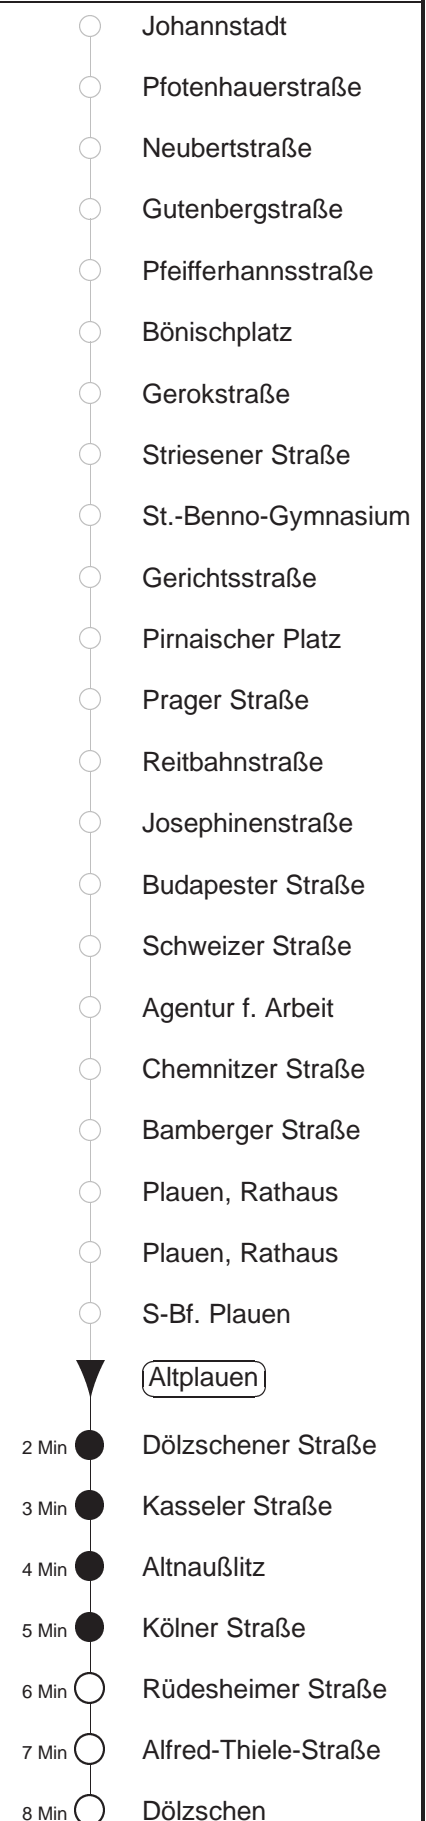 Johannstadt
Pfotenhauerstraße
Neubertstraße
Gutenbergstraße
Pfeifferhannsstraße
Bönischplatz
Gerokstraße
Striesener Straße
St.-Benno-Gymnasium
Gerichtsstraße
Pirnaischer Platz
Prager Straße
Reitbahnstraße
Josephinenstraße
Budapester Straße
Schweizer Straße
Agentur f. Arbeit
Chemnitzer Straße
Bamberger Straße
Plauen, Rathaus
Plauen, Rathaus
S-Bf. Plauen
Altplauen
2 Min Dölzschener Straße
3 Min Kasseler Straße
4 Min Altnaußlitz
5 Min Kölner Straße
6 Min Rüdesheimer Straße
7 Min Alfred-Thiele-Straße
8 Min Dölzschen